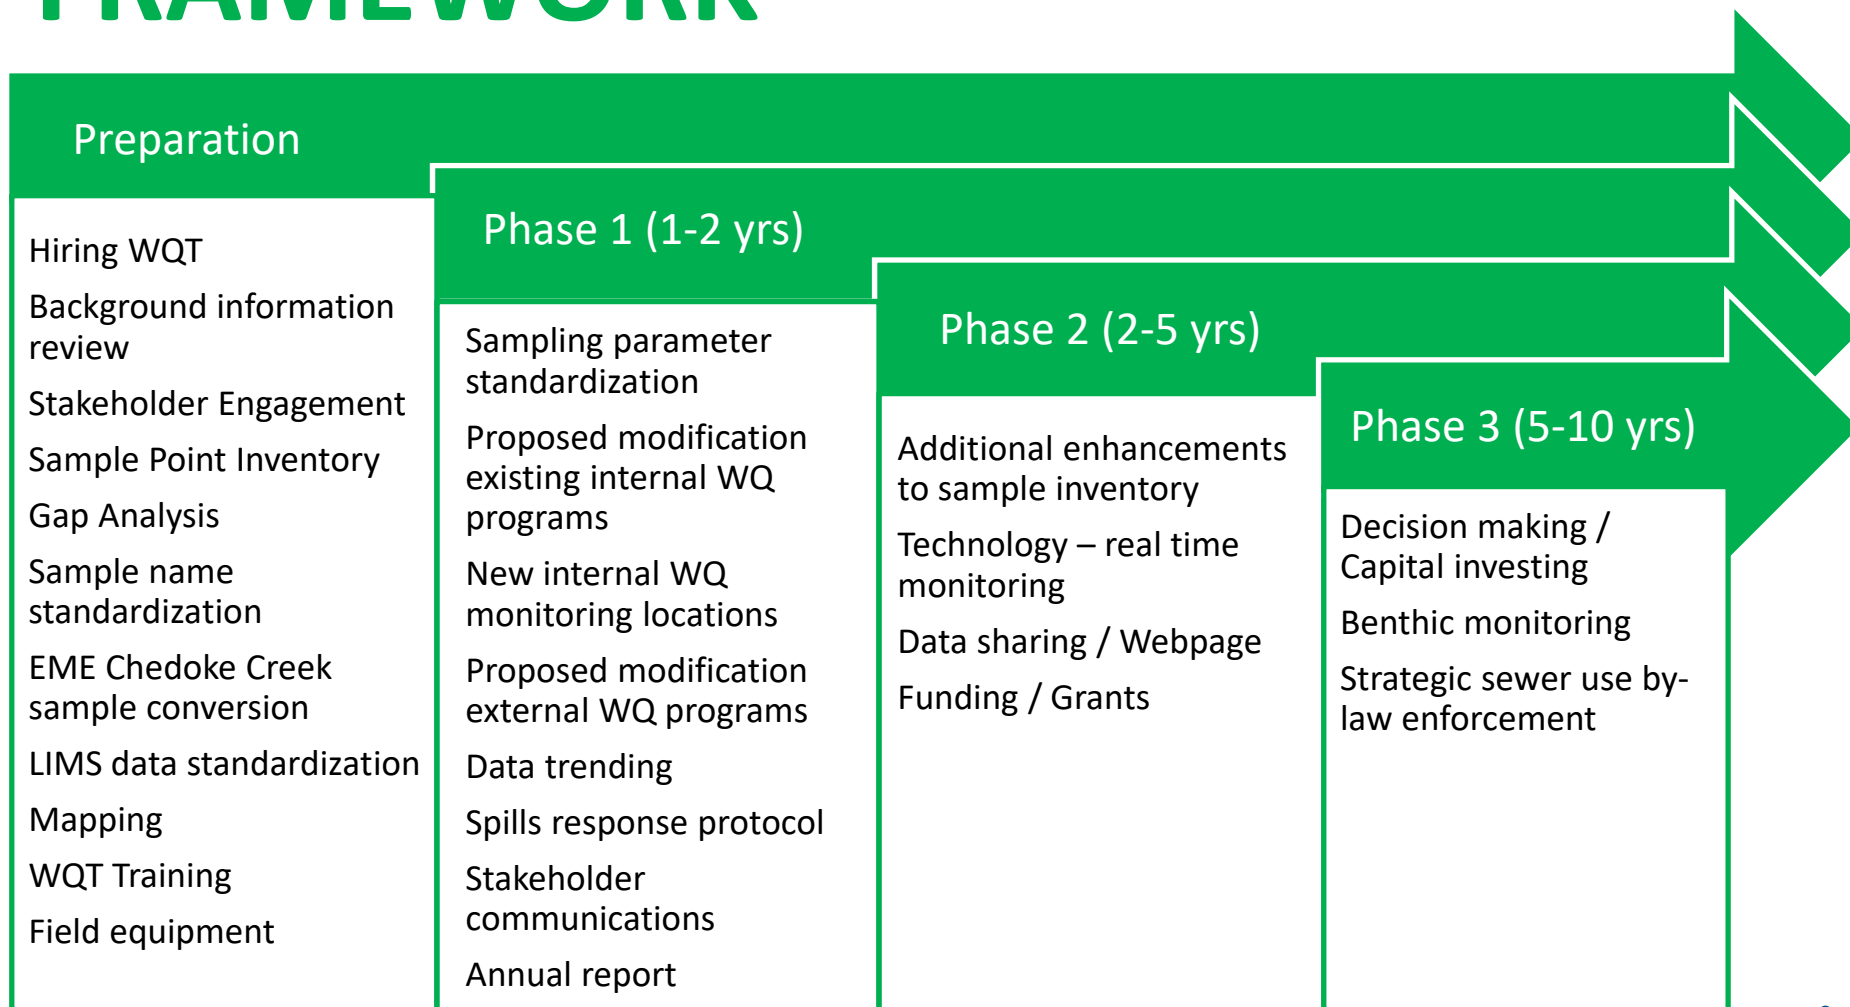 FRAMEWORK
Preparation
Hiring WQT
Background information
review
Stakeholder Engagement
Sample Point Inventory
Gap Analysis
Sample name
standardization
EME Chedoke Creek
sample conversion
LIMS data standardization
Mapping
WQT Training
Field equipment
Phase 1 (1-2 yrs)
Sampling parameter
standardization
Proposed modification
existing internal WQ
programs
New internal WQ
monitoring locations
Proposed modification
external WQ programs
Data trending
Spills response protocol
Stakeholder
communications
Annual report
Phase 2 (2-5 yrs)
Additional enhancements
to sample inventory
Technology – real time
monitoring
Data sharing / Webpage
Funding / Grants
Phase 3 (5-10 yrs)
Decision making /
Capital investing
Benthic monitoring
Strategic sewer use by-
law enforcement